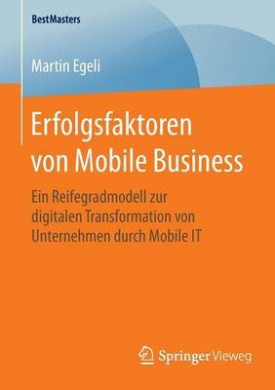 BestMasters
Martin Egeli
Erfolgsfaktoren
von Mobile Business
Ein Reifegradmodell zur
digitalen Transformation von
Unternehmen durch Mobile IT
Springer Vieweg